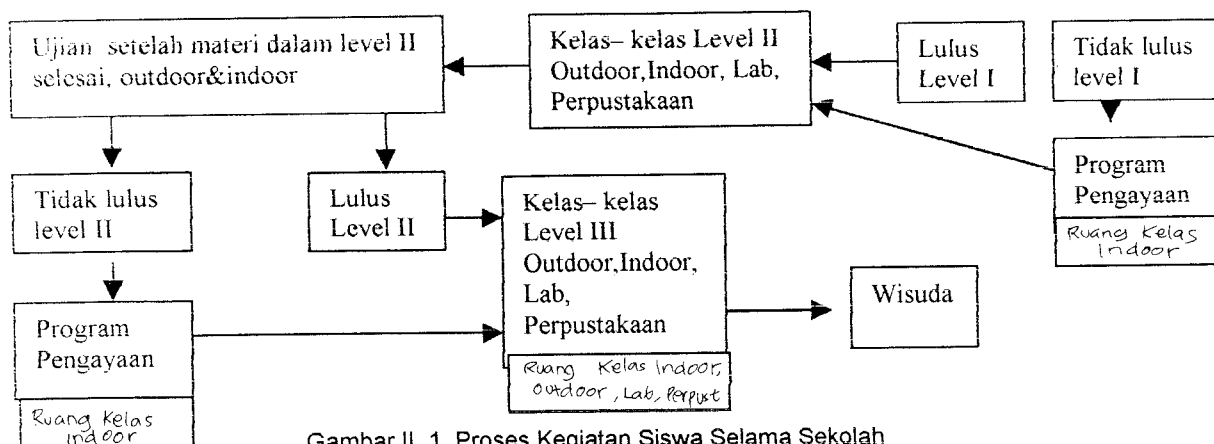 Ujian setelah materi dalam level II
selesai, outdoor&indoor
Kelas– kelas Level II
Outdoor,Indoor, Lab,
Perpustakaan
Lulus
Level I
Tidak lulus
level I
Program
Pengayaan
Ruang Kelas
Indoor
Tidak lulus
level II
Lulus
Level II
Kelas– kelas
Level III
Outdoor,Indoor,
Lab,
Perpustakaan
Ruang Kelas Indoor,
Outdoor, Lab, Perpust
Wisuda
Program
Pengayaan
Ruang Kelas
Indoor
Gambar II. 1. Proses Kegiatan Siswa Selama Sekolah